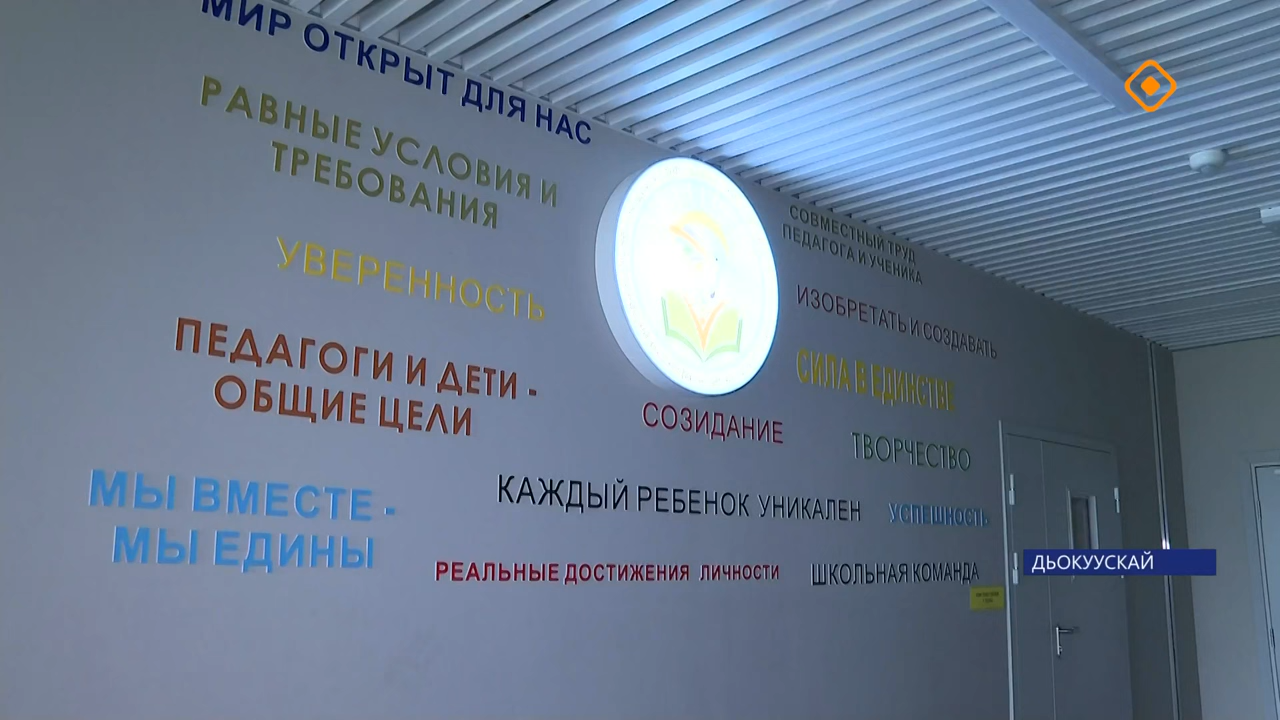 МИР ОТКРЫТ ДЛЯ НАС
РАВНЫЕ УСЛОВИЯ И
ТРЕБОВАНИЯ
УВЕРЕННОСТЬ
ПЕДАГОГИ И ДЕТИ -
ОБЩИЕ ЦЕЛИ
МЫ ВМЕСТЕ -
МЫ ЕДИНЫ
СОВМЕСТНЫЙ ТРУД
ПЕДАГОГА И УЧЕНИКА
ИЗОБРЕТАТЬ И СОЗДАВАТЬ
СИЛА В ЕДИНСТВЕ
СОЗИДАНИЕ
ТВОРЧЕСТВО
КАЖДЫЙ РЕБЕНОК УНИКАЛЕН
УСПЕШНОСТЬ
РЕАЛЬНЫЕ ДОСТИЖЕНИЯ ЛИЧНОСТИ
ШКОЛЬНАЯ КОМАНДА
ДЬОКУУСКАЙ